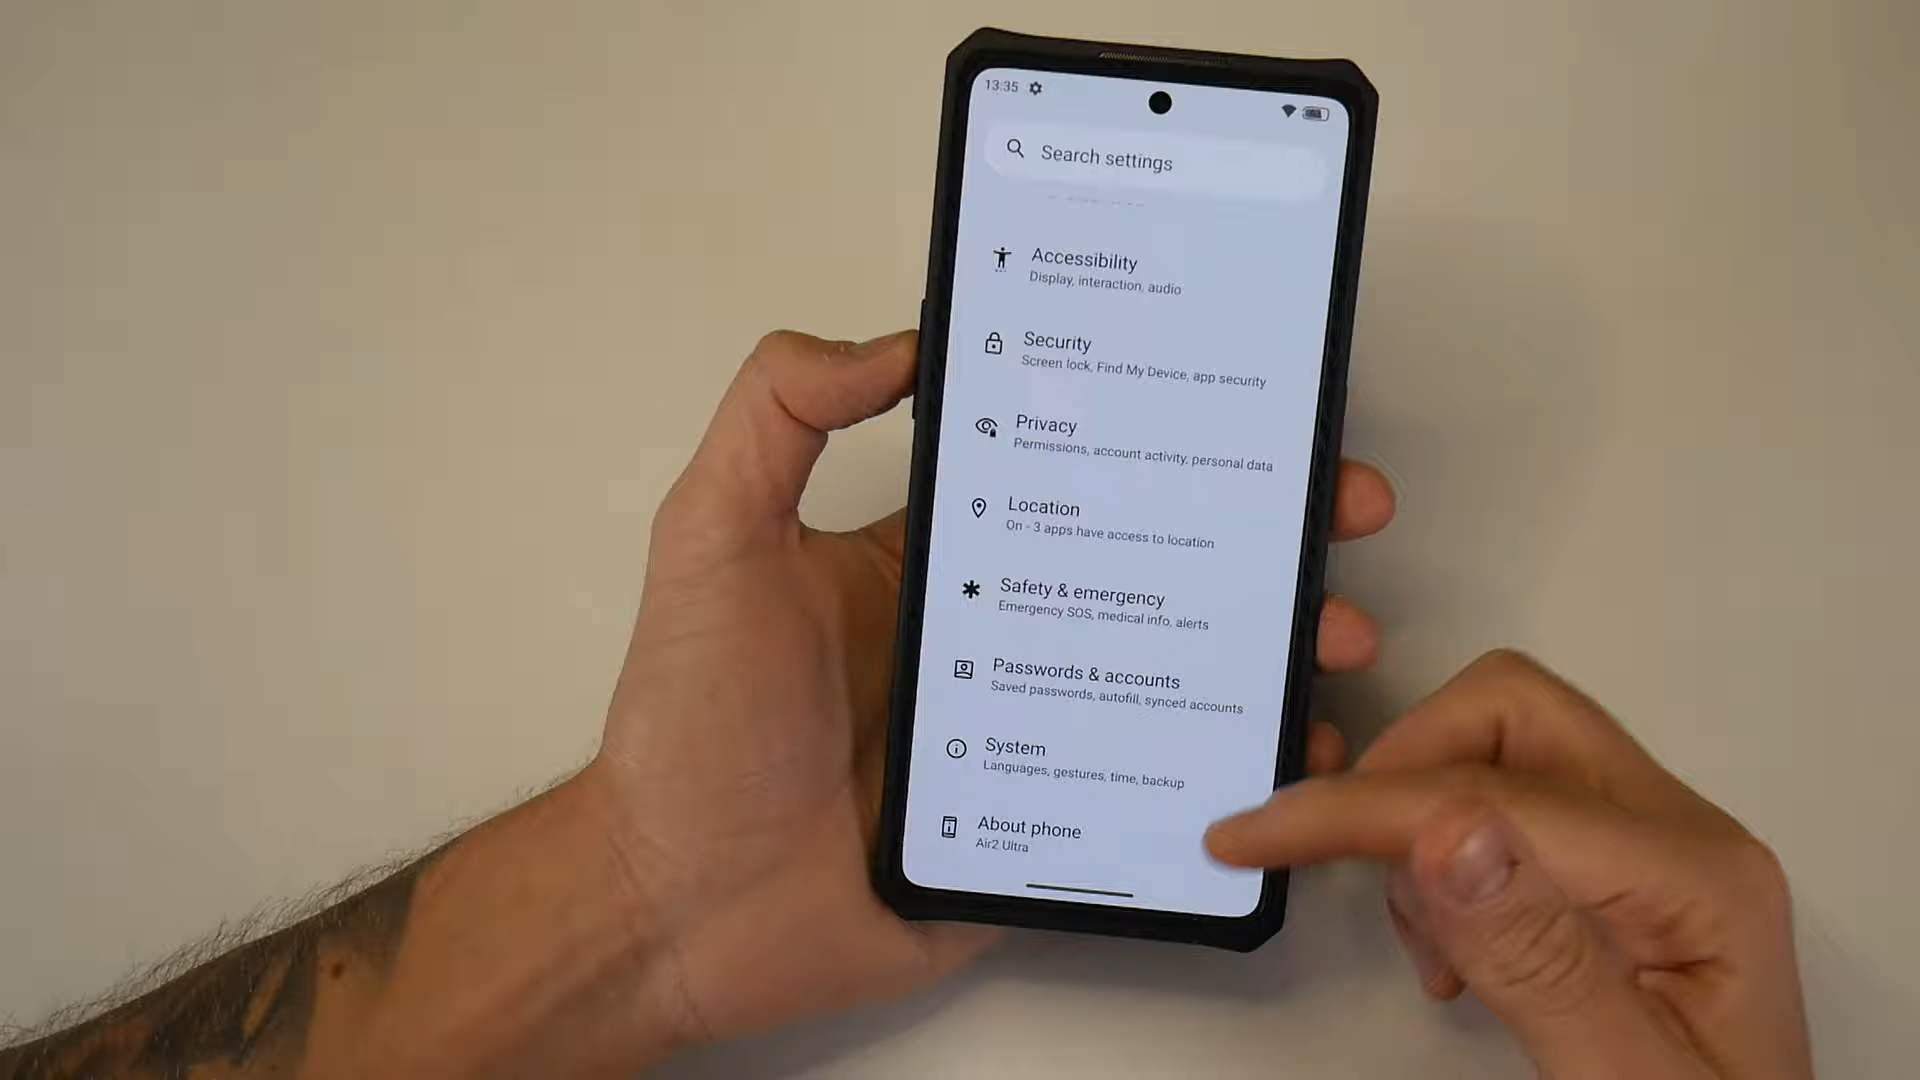 13:35
Search settings
Accessibility
Display, interaction, audio
Security
Screen lock, Find My Device, app security
Privacy
Permissions, account activity, personal data
Location
On - 3 apps have access to location
Safety & emergency
Emergency SOS, medical info, alerts
Passwords & accounts
Saved passwords, autofill, synced accounts
System
Languages, gestures, time, backup
About phone
Air2 Ultra